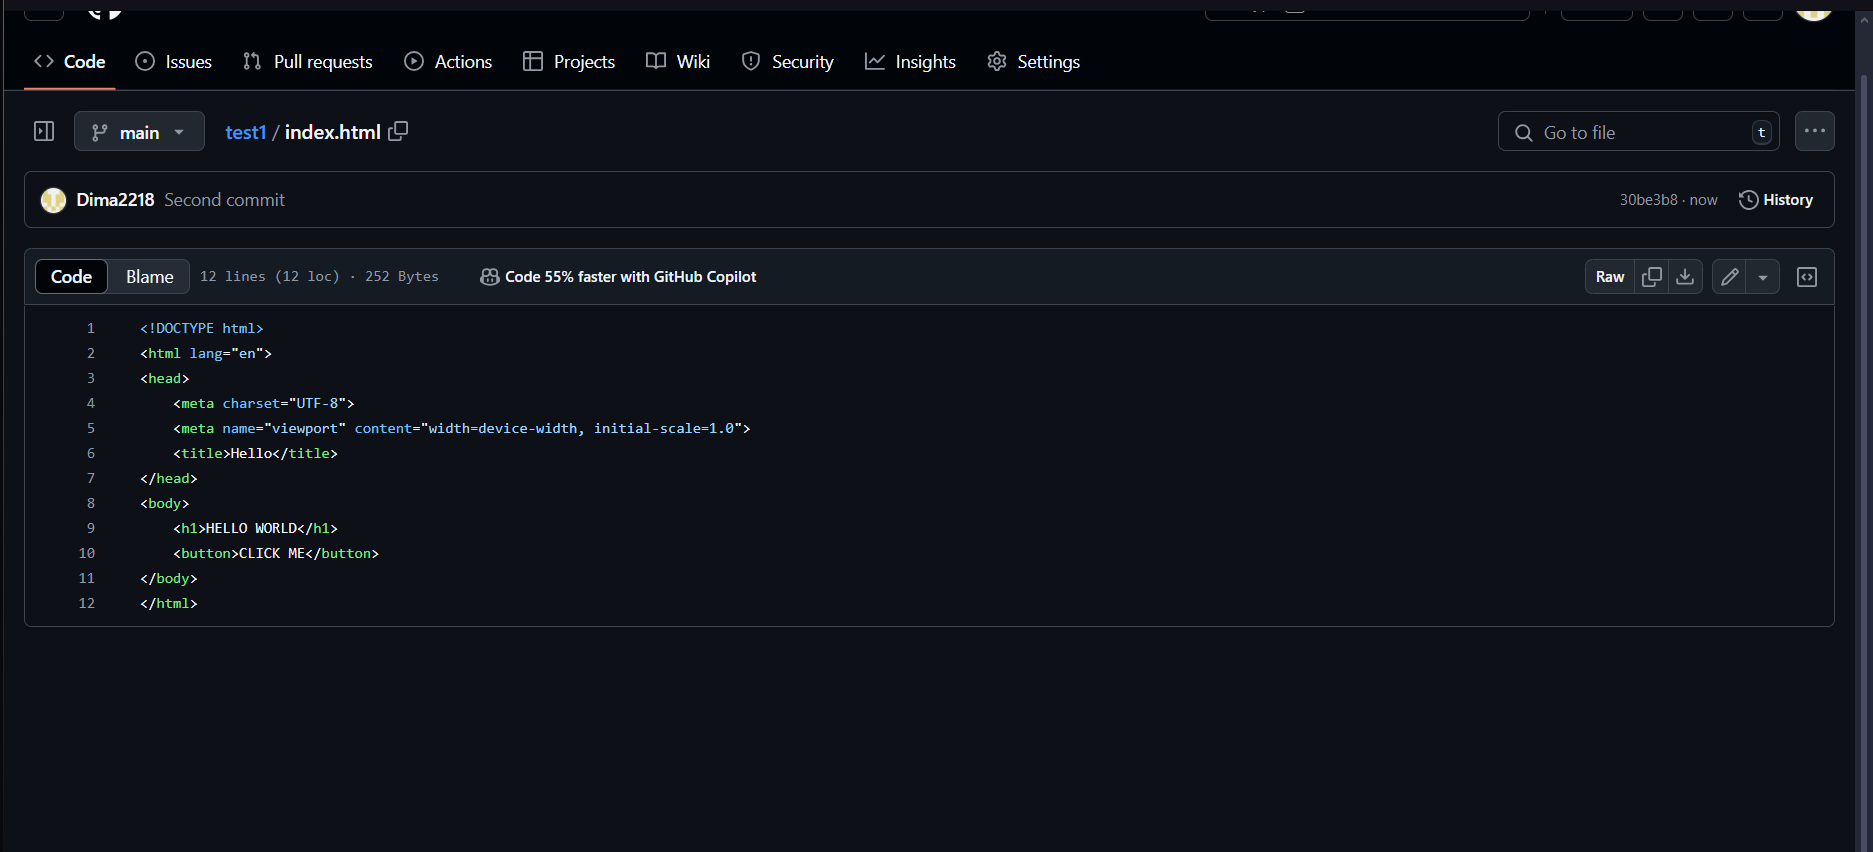 Code Issues Pull requests Actions Projects Wiki Security Insights Settings
main test1 / index.html Go to file t
Dima2218 Second commit 30be3b8 · now History
Code Blame 12 lines (12 loc) · 252 Bytes Code 55% faster with GitHub Copilot Raw
1 <!DOCTYPE html>
2 <html lang="en">
3 <head>
4     <meta charset="UTF-8">
5     <meta name="viewport" content="width=device-width, initial-scale=1.0">
6     <title>Hello</title>
7 </head>
8 <body>
9     <h1>HELLO WORLD</h1>
10     <button>CLICK ME</button>
11 </body>
12 </html>